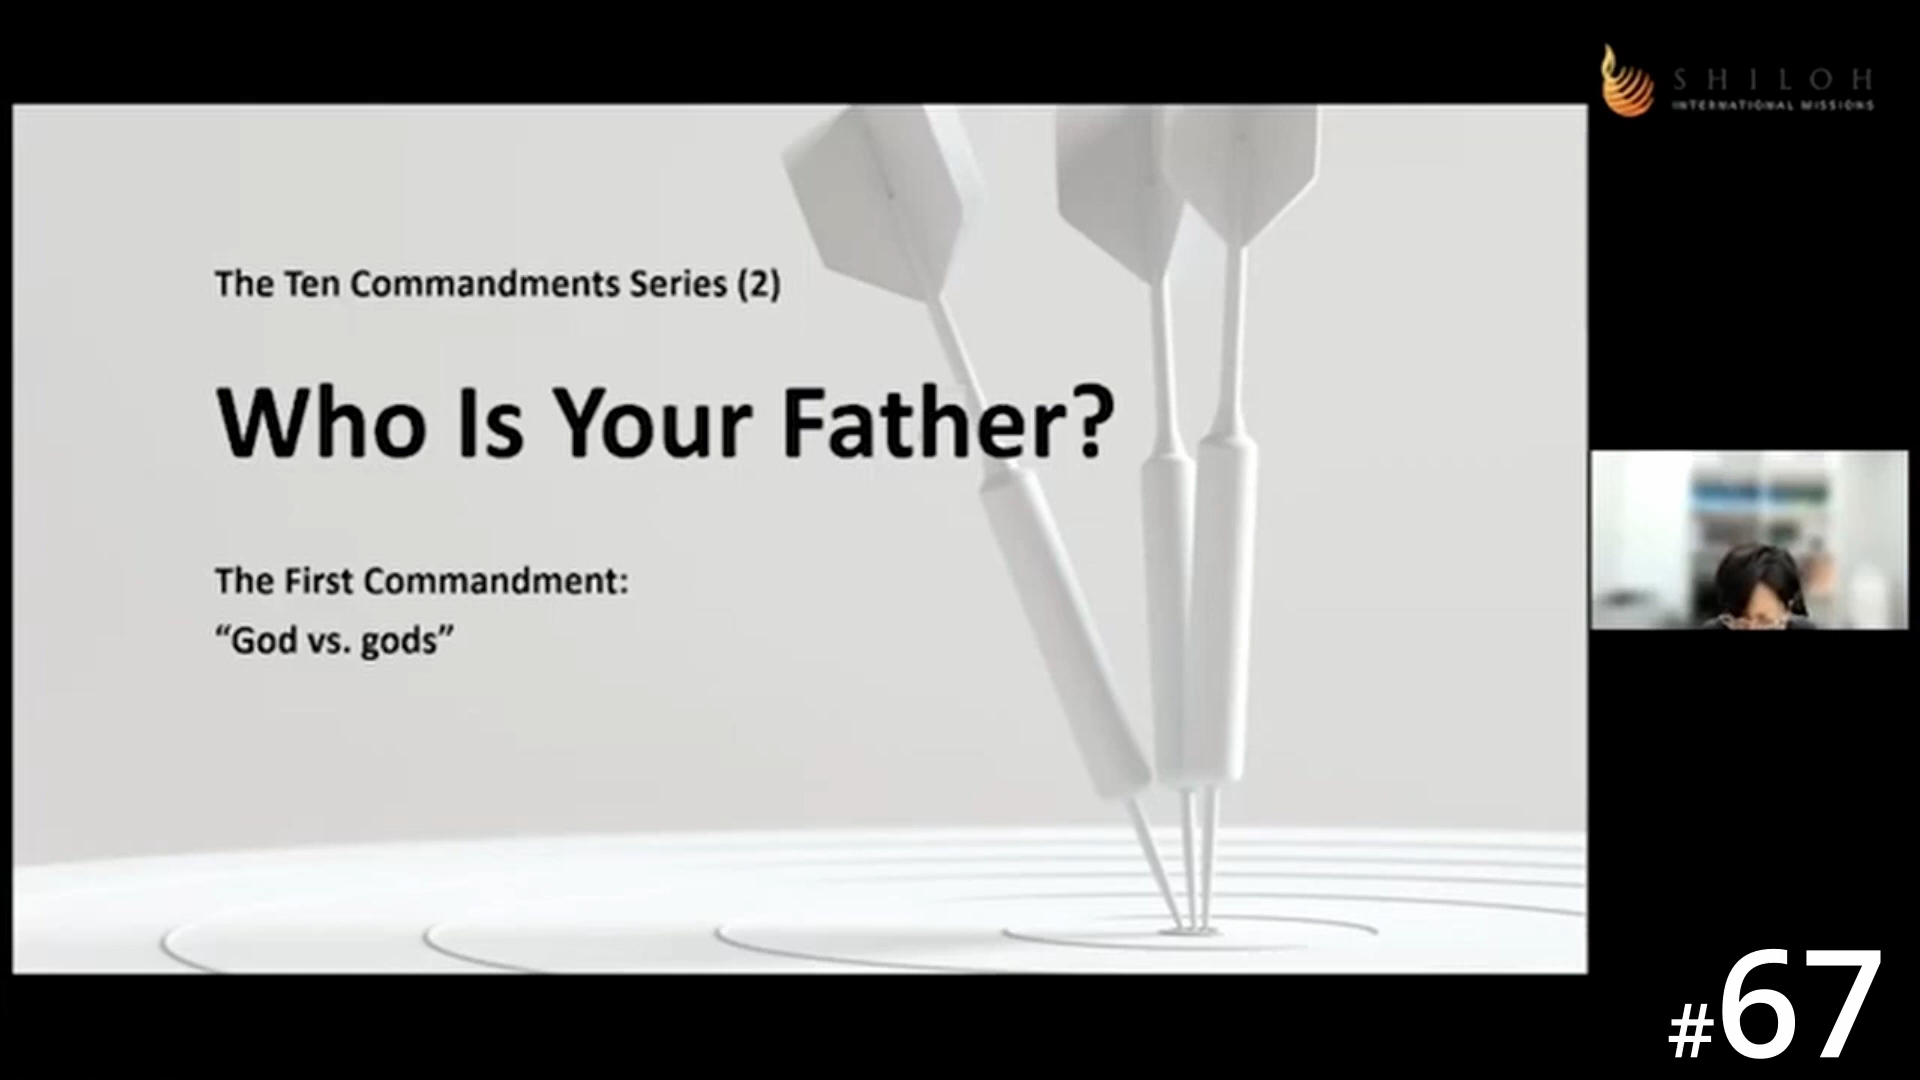 SHILOH
INTERNATIONAL MISSIONS
The Ten Commandments Series (2)
Who Is Your Father?
The First Commandment:
“God vs. gods”
#67